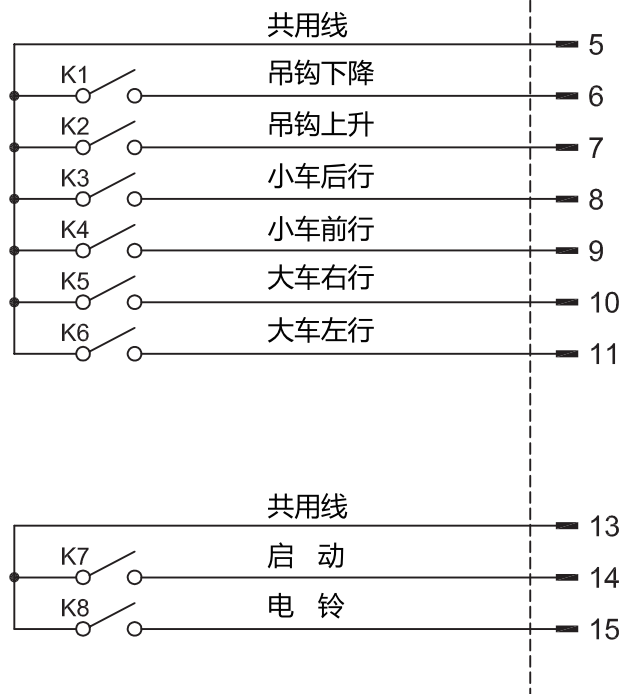 共用线 5
K1 吊钩下降 6
K2 吊钩上升 7
K3 小车后行 8
K4 小车前行 9
K5 大车右行 10
K6 大车左行 11
共用线 13
K7 启 动 14
K8 电 铃 15